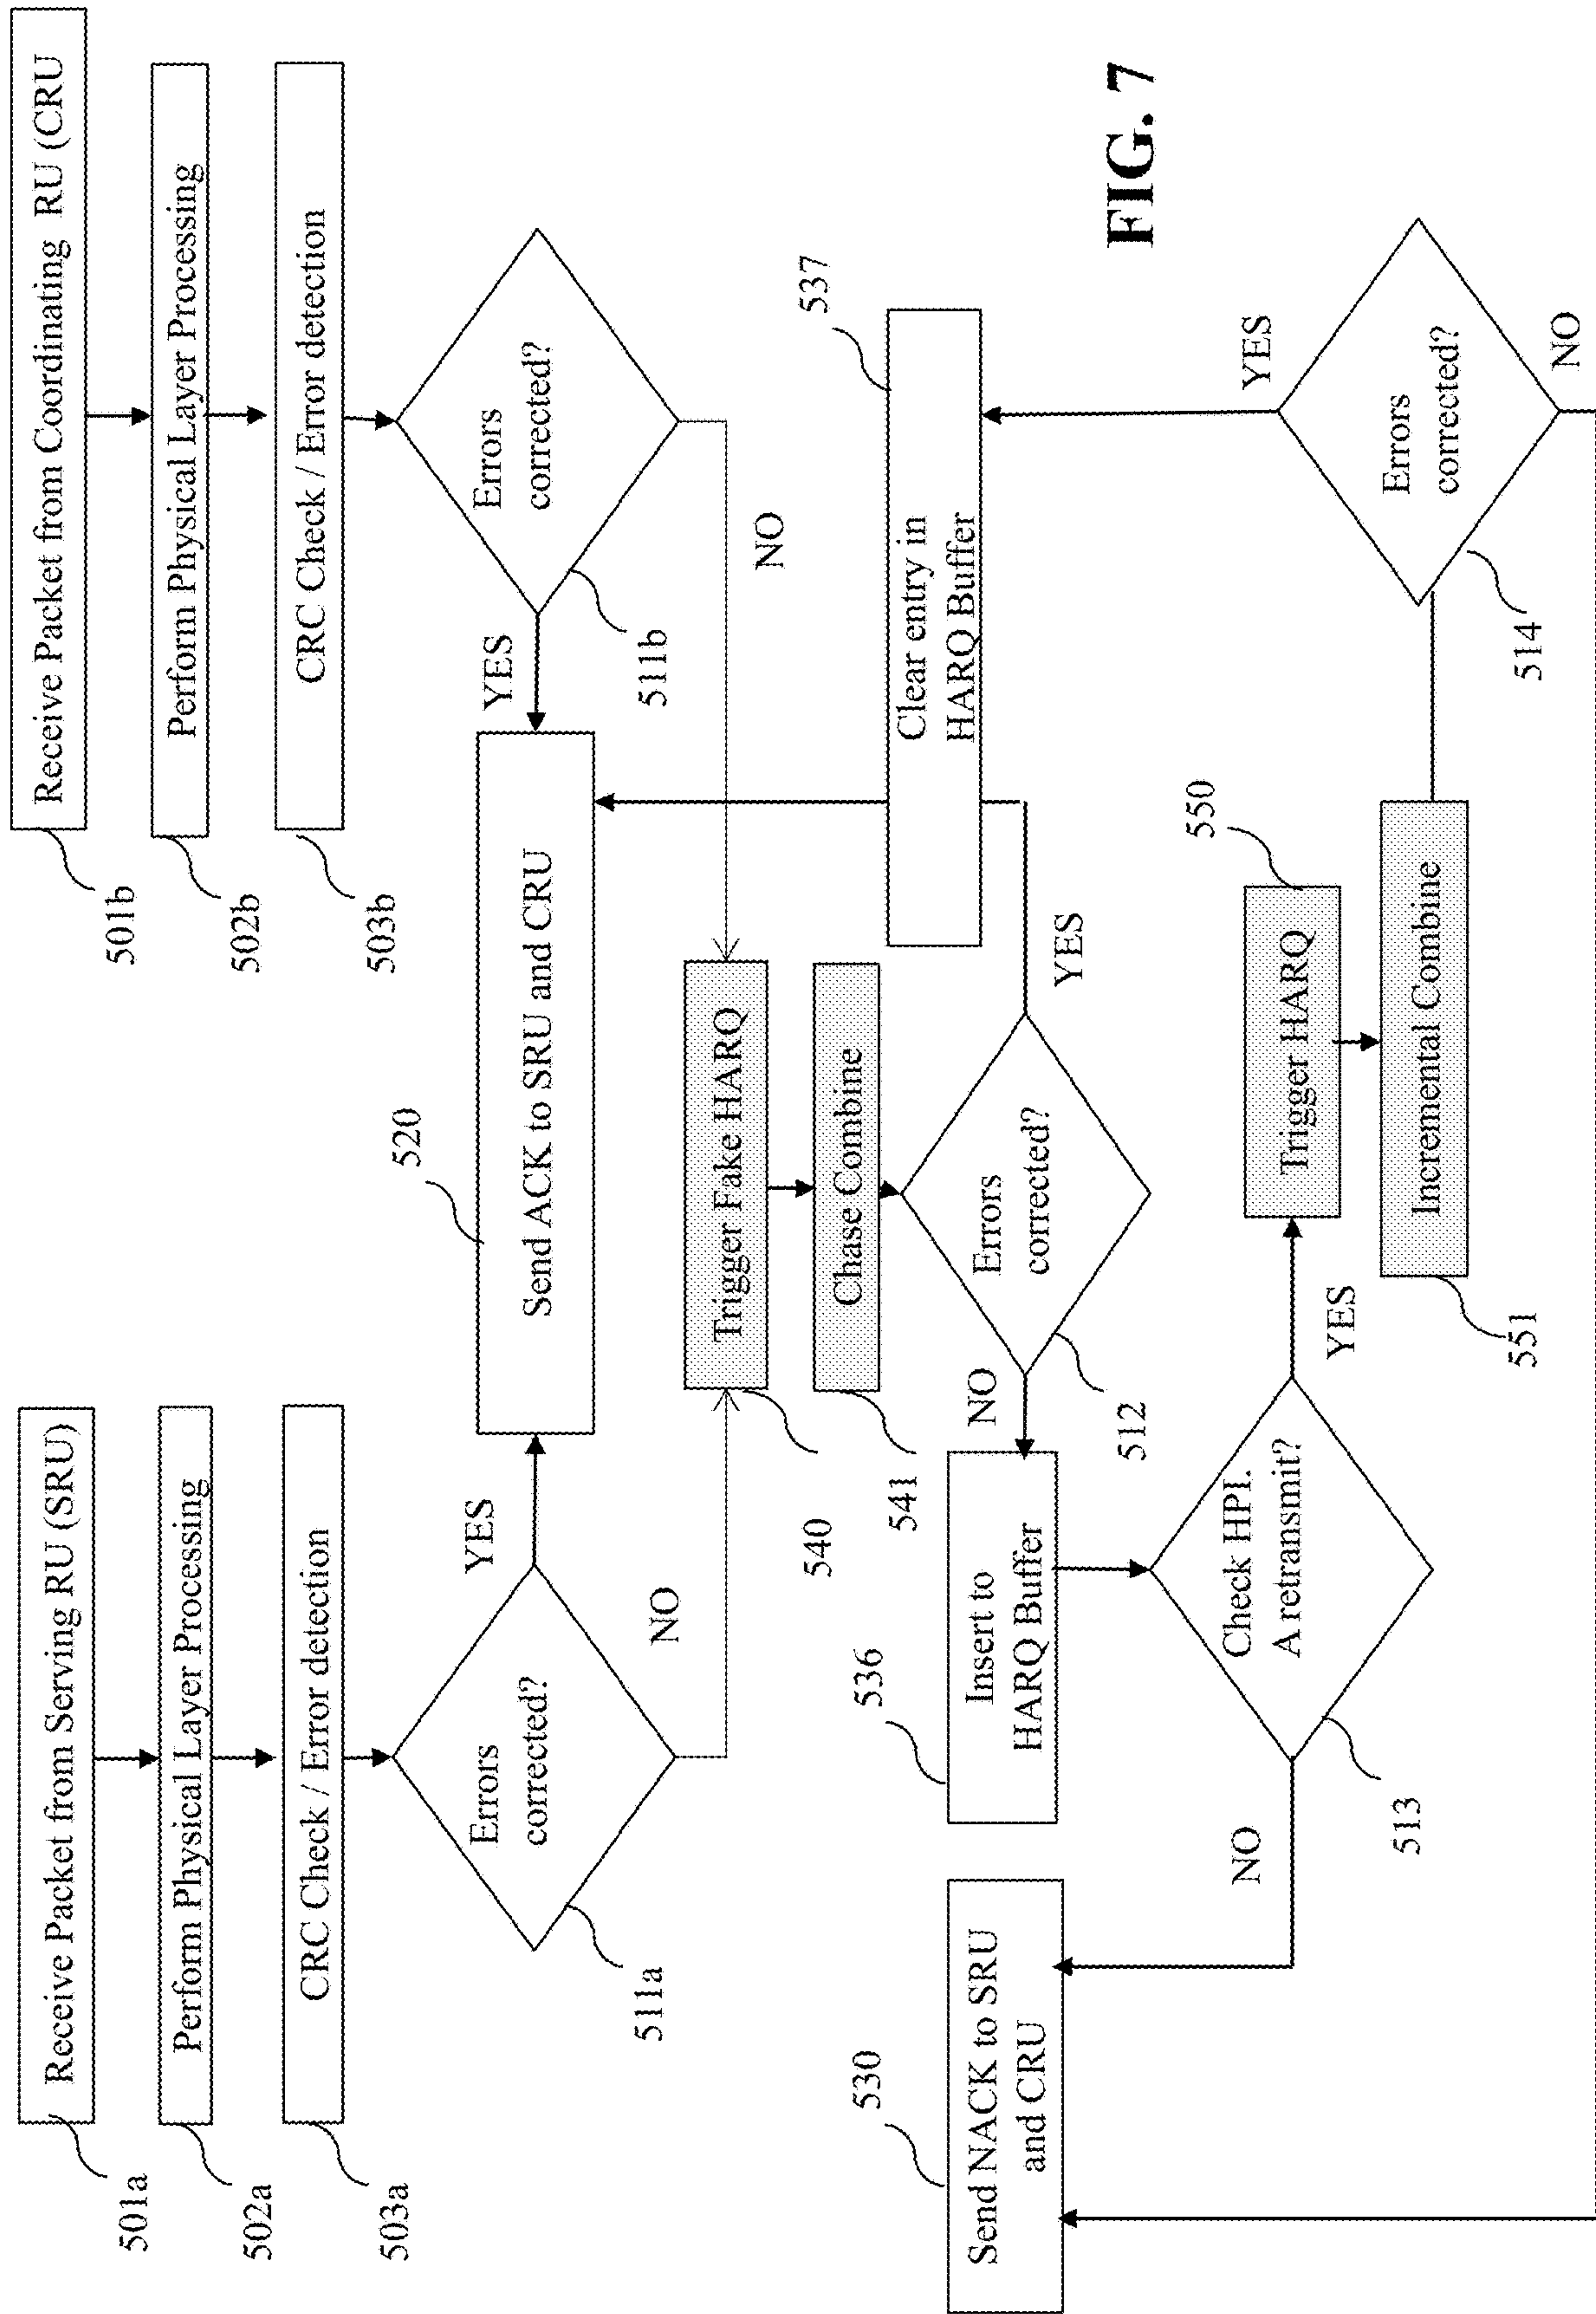 Receive Packet from Serving RU (SRU)
501a
Perform Physical Layer Processing
502a
CRC Check / Error detection
503a
Errors
corrected?
511a
YES
NO
Receive Packet from Coordinating RU (CRU
501b
Perform Physical Layer Processing
502b
CRC Check / Error detection
503b
Errors
corrected?
511b
YES
NO
520
Send ACK to SRU and CRU
Trigger Fake HARQ
540
Chase Combine
541
Errors
corrected?
512
NO
YES
537
Clear entry in
HARQ Buffer
536
Insert to
HARQ Buffer
530
Send NACK to SRU
and CRU
Check HPI.
A retransmit?
513
NO
YES
550
Trigger HARQ
Incremental Combine
551
Errors
corrected?
514
YES
NO
FIG. 7